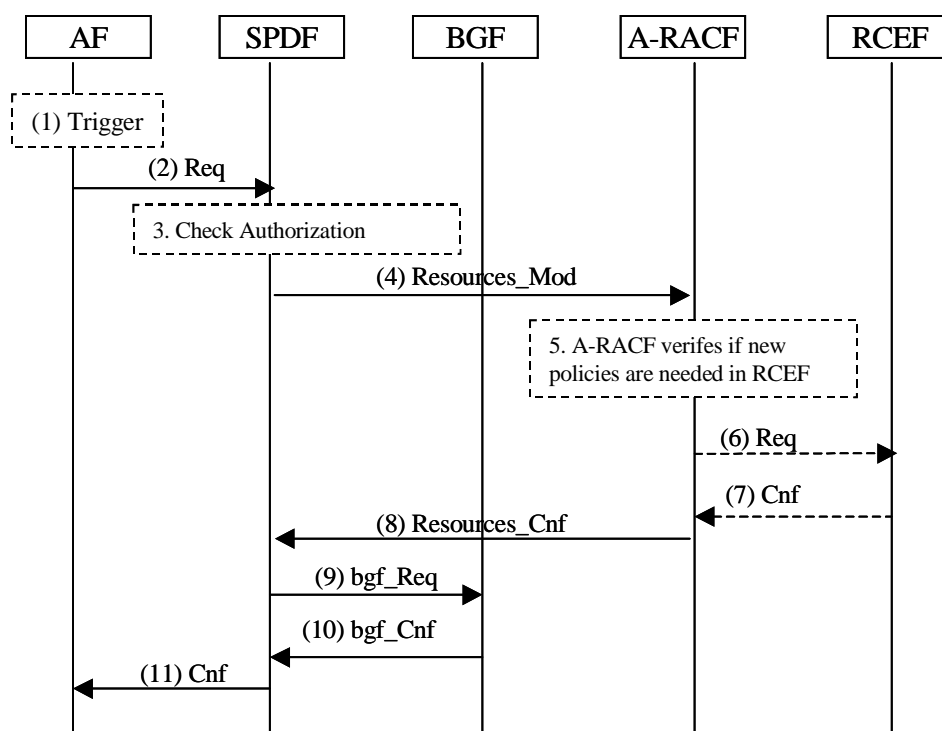 AF SPDF BGF A-RACF RCEF
(1) Trigger
(2) Req
3. Check Authorization
(4) Resources_Mod
5. A-RACF verifes if new
policies are needed in RCEF
(6) Req
(7) Cnf
(8) Resources_Cnf
(9) bgf_Req
(10) bgf_Cnf
(11) Cnf